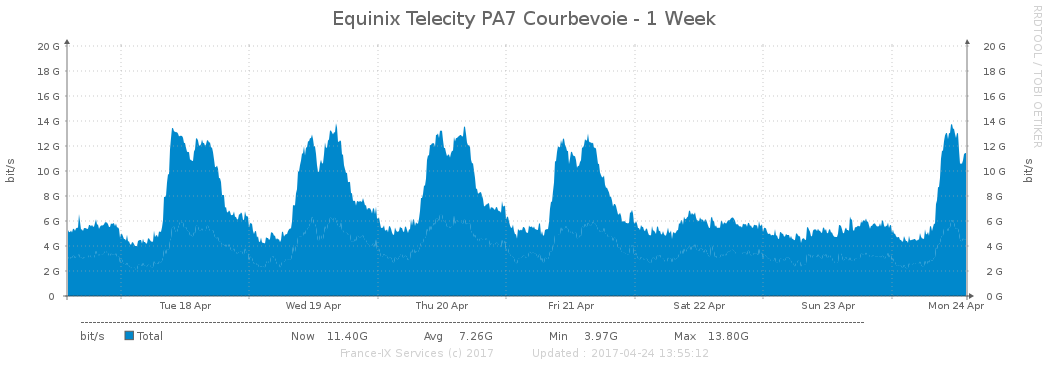 Equinix Telecity PA7 Courbevoie - 1 Week
RRDTOOL / TOBI OETIKER
20 G 20 G
18 G 18 G
16 G 16 G
14 G 14 G
12 G 12 G
10 G 10 G
8 G 8 G
6 G 6 G
4 G 4 G
2 G 2 G
0 0 G
bit/s bit/s
Tue 18 Apr Wed 19 Apr Thu 20 Apr Fri 21 Apr Sat 22 Apr Sun 23 Apr Mon 24 Apr
bit/s Total Now 11.40G Avg 7.26G Min 3.97G Max 13.80G
France-IX Services (c) 2017 Updated : 2017-04-24 13:55:12